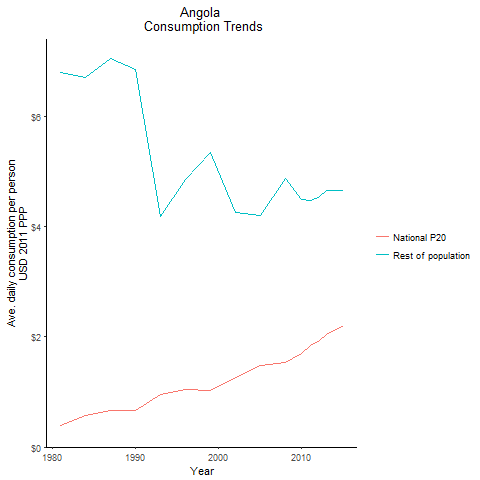 Angola
Consumption Trends
Ave. daily consumption per person
USD 2011 PPP
$6
$4
$2
$0
1980
1990
2000
2010
Year
National P20
Rest of population